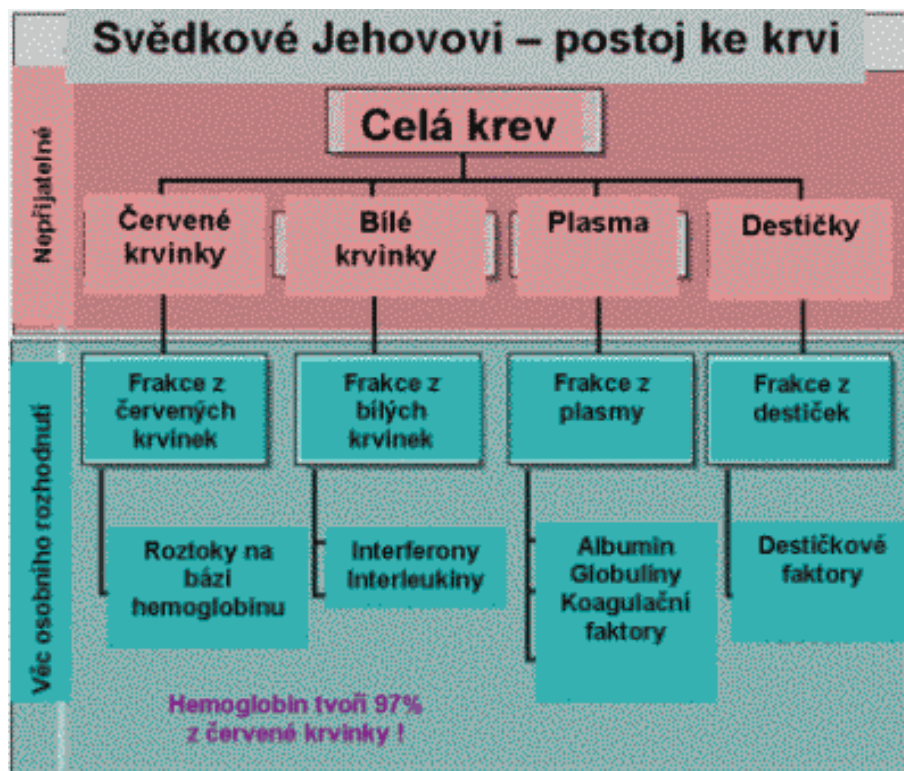 Svědkové Jehovovi – postoj ke krvi
Nepřijatelné
Celá krev
Červené
krvinky
Bílé
krvinky
Plasma
Destičky
Věc osobního rozhodnutí
Frakce z
červených
krvinek
Frakce z
bílých
krvinek
Frakce z
plasmy
Frakce z
destiček
Roztoky na
bázi
hemoglobínu
Interferony
Interleukiny
Albumin
Globuliny
Koagulační
faktory
Destičkové
faktory
Hemoglobin tvoří 97%
z červené krvinky !